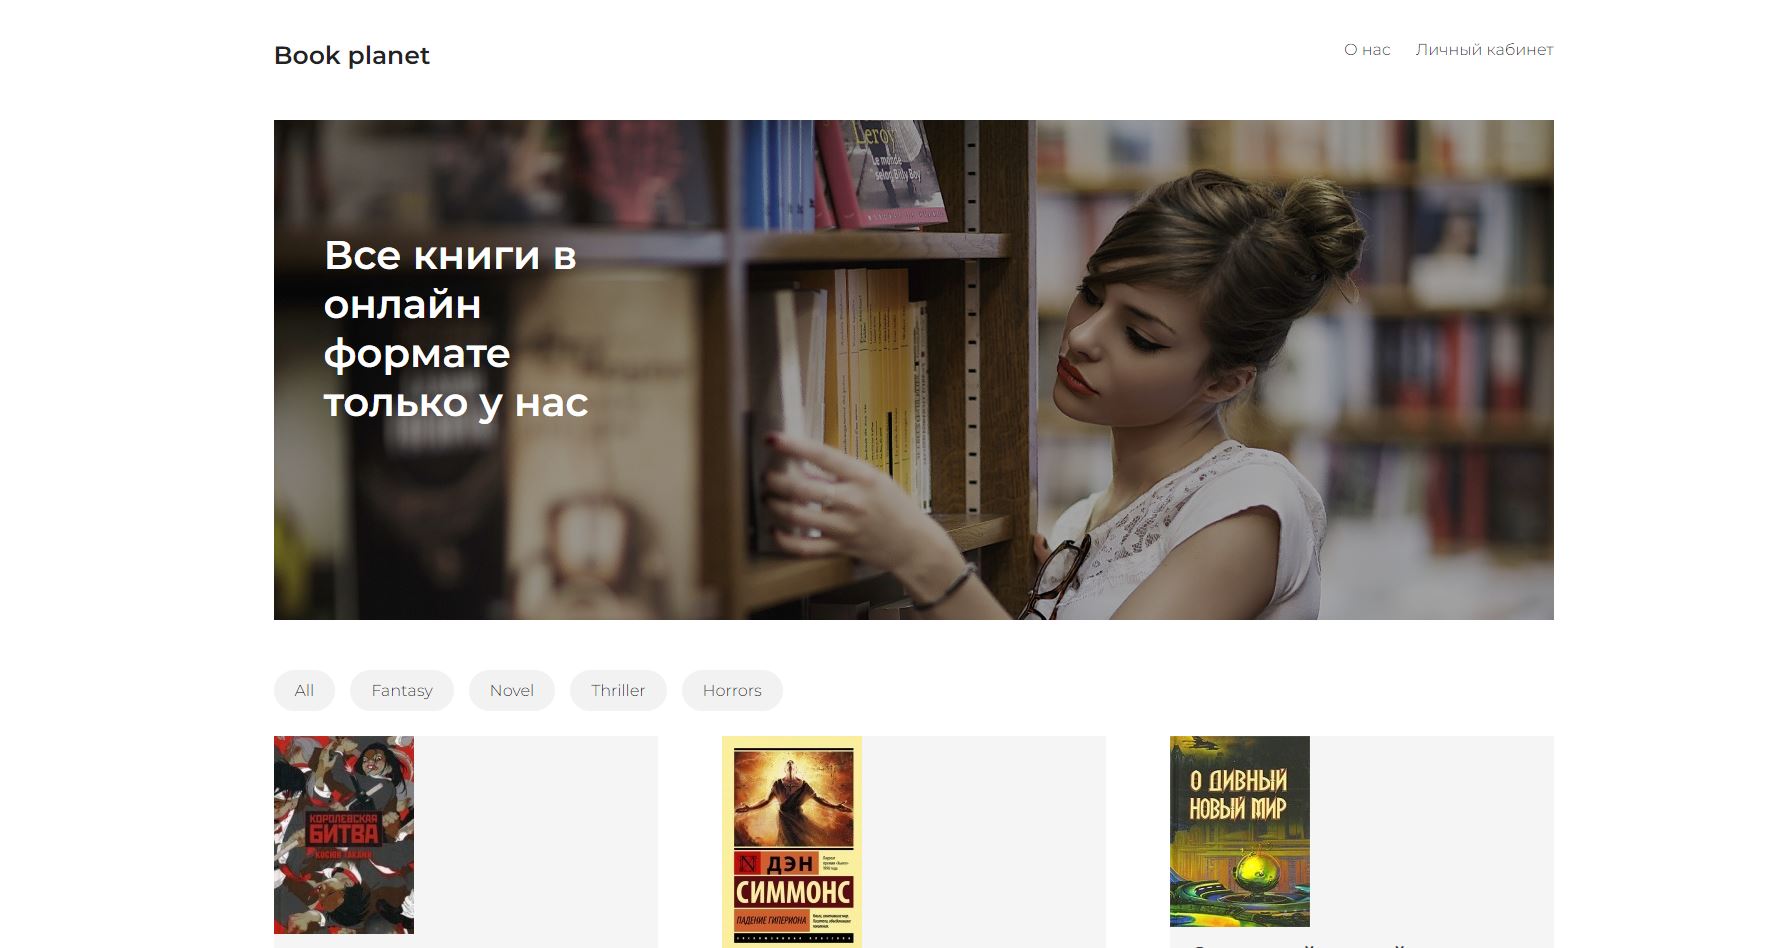 Book planet
О нас
Личный кабинет
Leroy
Le monde
selon Billy Boy
Все книги в
онлайн
формате
только у нас
All
Fantasy
Novel
Thriller
Horrors
КОРОЛЕВСКАЯ
БИТВА
КОСЮН ТАКАМИ
ДЭН
СИММОНС
ПАДЕНИЕ ГИПЕРИОНА
О ДИВНЫЙ
НОВЫЙ МИР